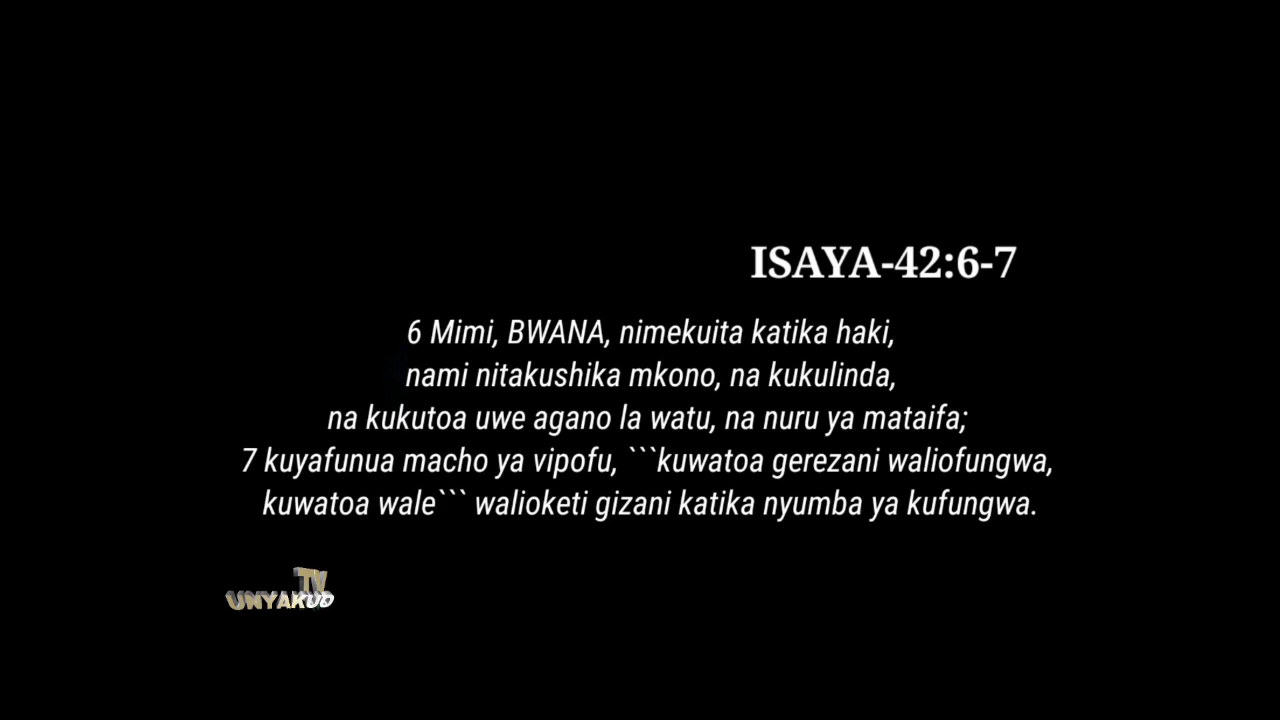 ISAYA-42:6-7
6 Mimi, BWANA, nimekuita katika haki,
nami nitakushika mkono, na kukulinda,
na kukutoa uwe agano la watu, na nuru ya mataifa;
7 kuyafunua macho ya vipofu, ```kuwatoa gerezani waliofungwa,
kuwatoa wale``` walioketi gizani katika nyumba ya kufungwa.
TV
UNYAKUO